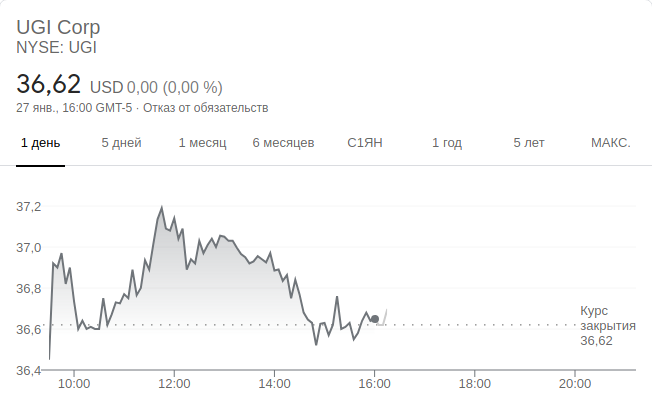 UGI Corp
NYSE: UGI
36,62 USD 0,00 (0,00 %)
27 янв., 16:00 GMT-5 · Отказ от обязательств
1 день 5 дней 1 месяц 6 месяцев С1ЯН 1 год 5 лет МАКС.
37,2
37,0
36,8
36,6
36,4
Курс
закрытия
36,62
10:00 12:00 14:00 16:00 18:00 20:00